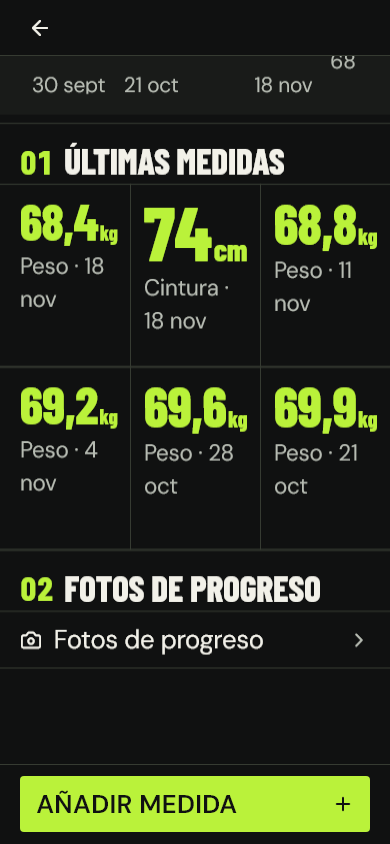 68
30 sept 21 oct 18 nov
01 ÚLTIMAS MEDIDAS
68,4kg
Peso · 18
nov
74cm
Cintura ·
18 nov
68,8kg
Peso · 11
nov
69,2kg
Peso · 4
nov
69,6kg
Peso · 28
oct
69,9kg
Peso · 21
oct
02 FOTOS DE PROGRESO
Fotos de progreso
AÑADIR MEDIDA +